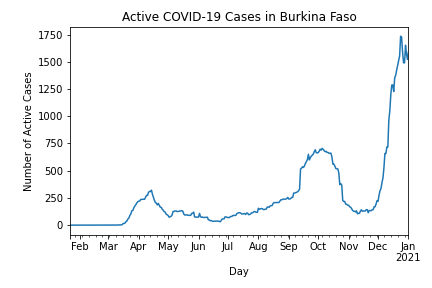 Active COVID-19 Cases in Burkina Faso
Number of Active Cases
1750
1500
1250
1000
750
500
250
0
Feb Mar Apr May Jun Jul Aug Sep Oct Nov Dec Jan
2021
Day